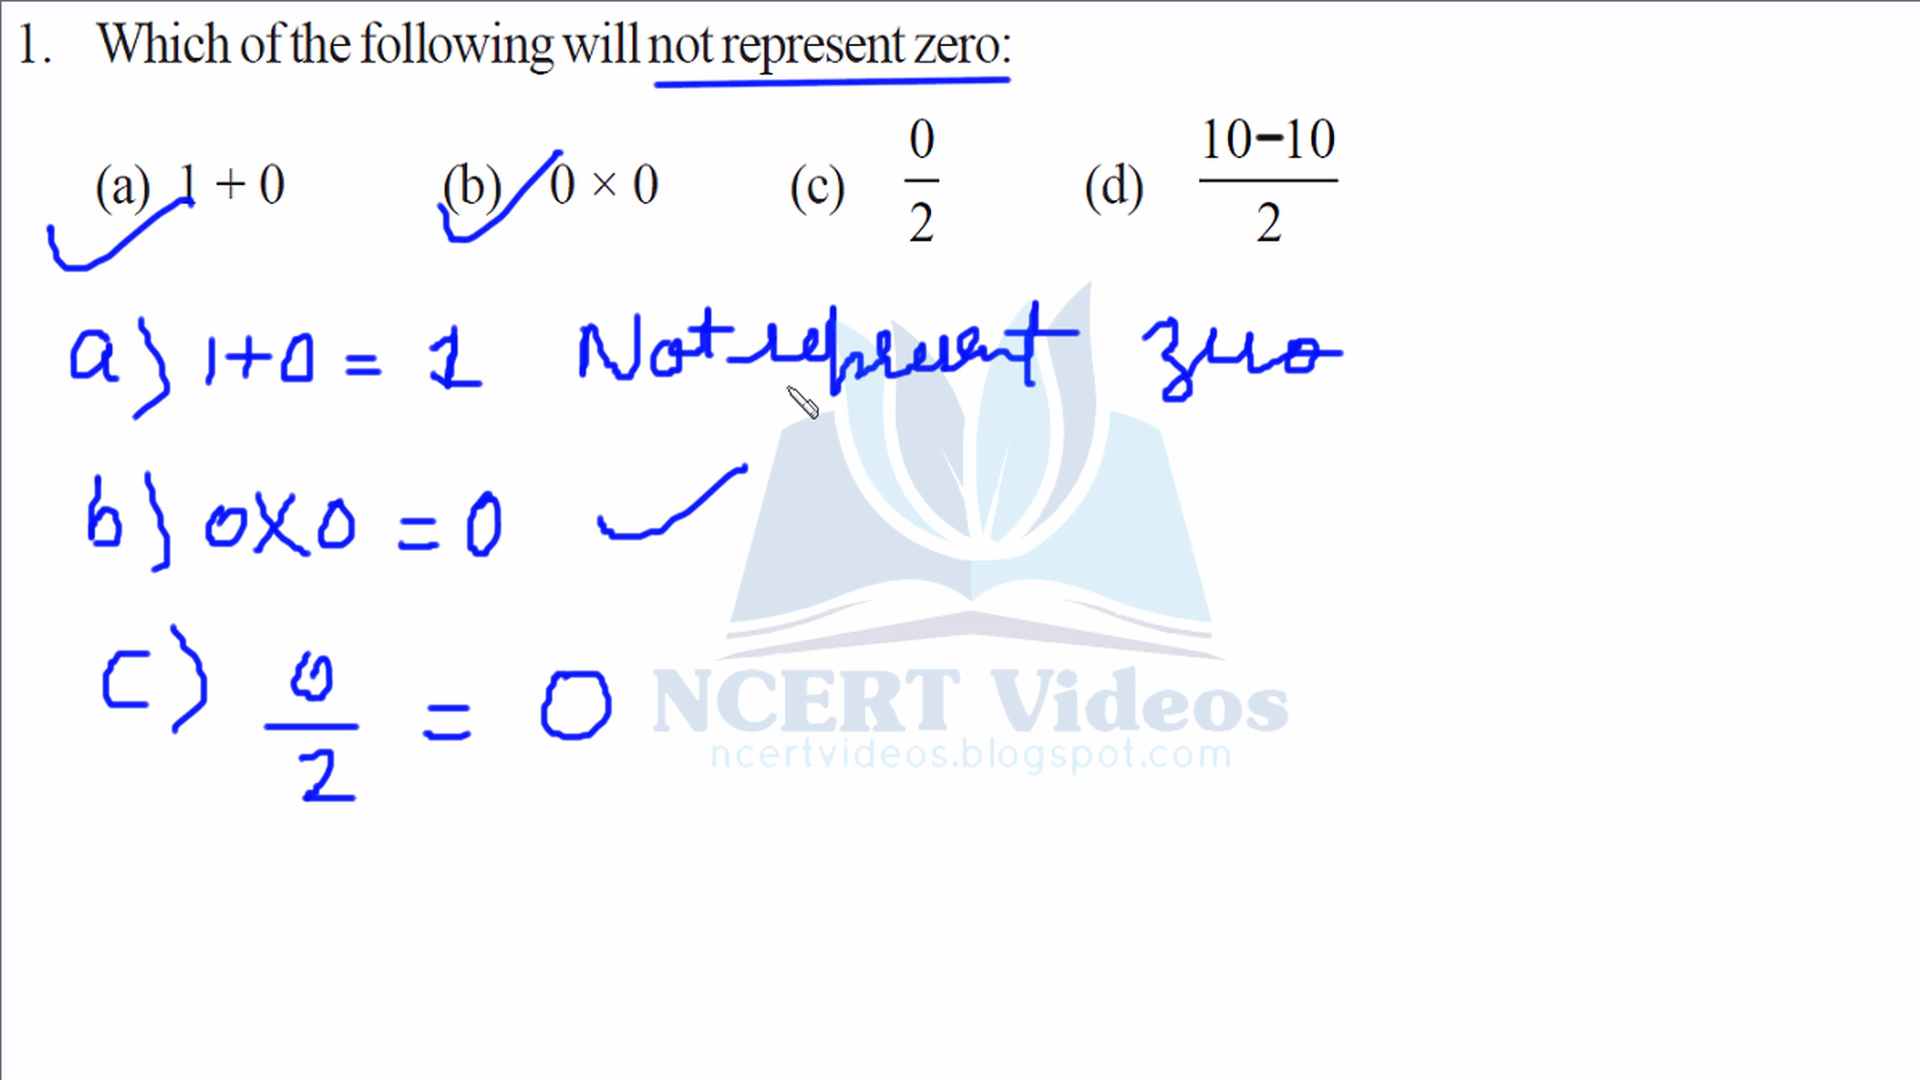 1. Which of the following will not represent zero:
(a) 1 + 0 (b) 0 × 0 (c) 0/2 (d) 10−10/2
a) 1+0 = 1 Not represent zero
b) 0×0 = 0
c) 0/2 = 0
NCERT Videos
ncertvideos.blogspot.com